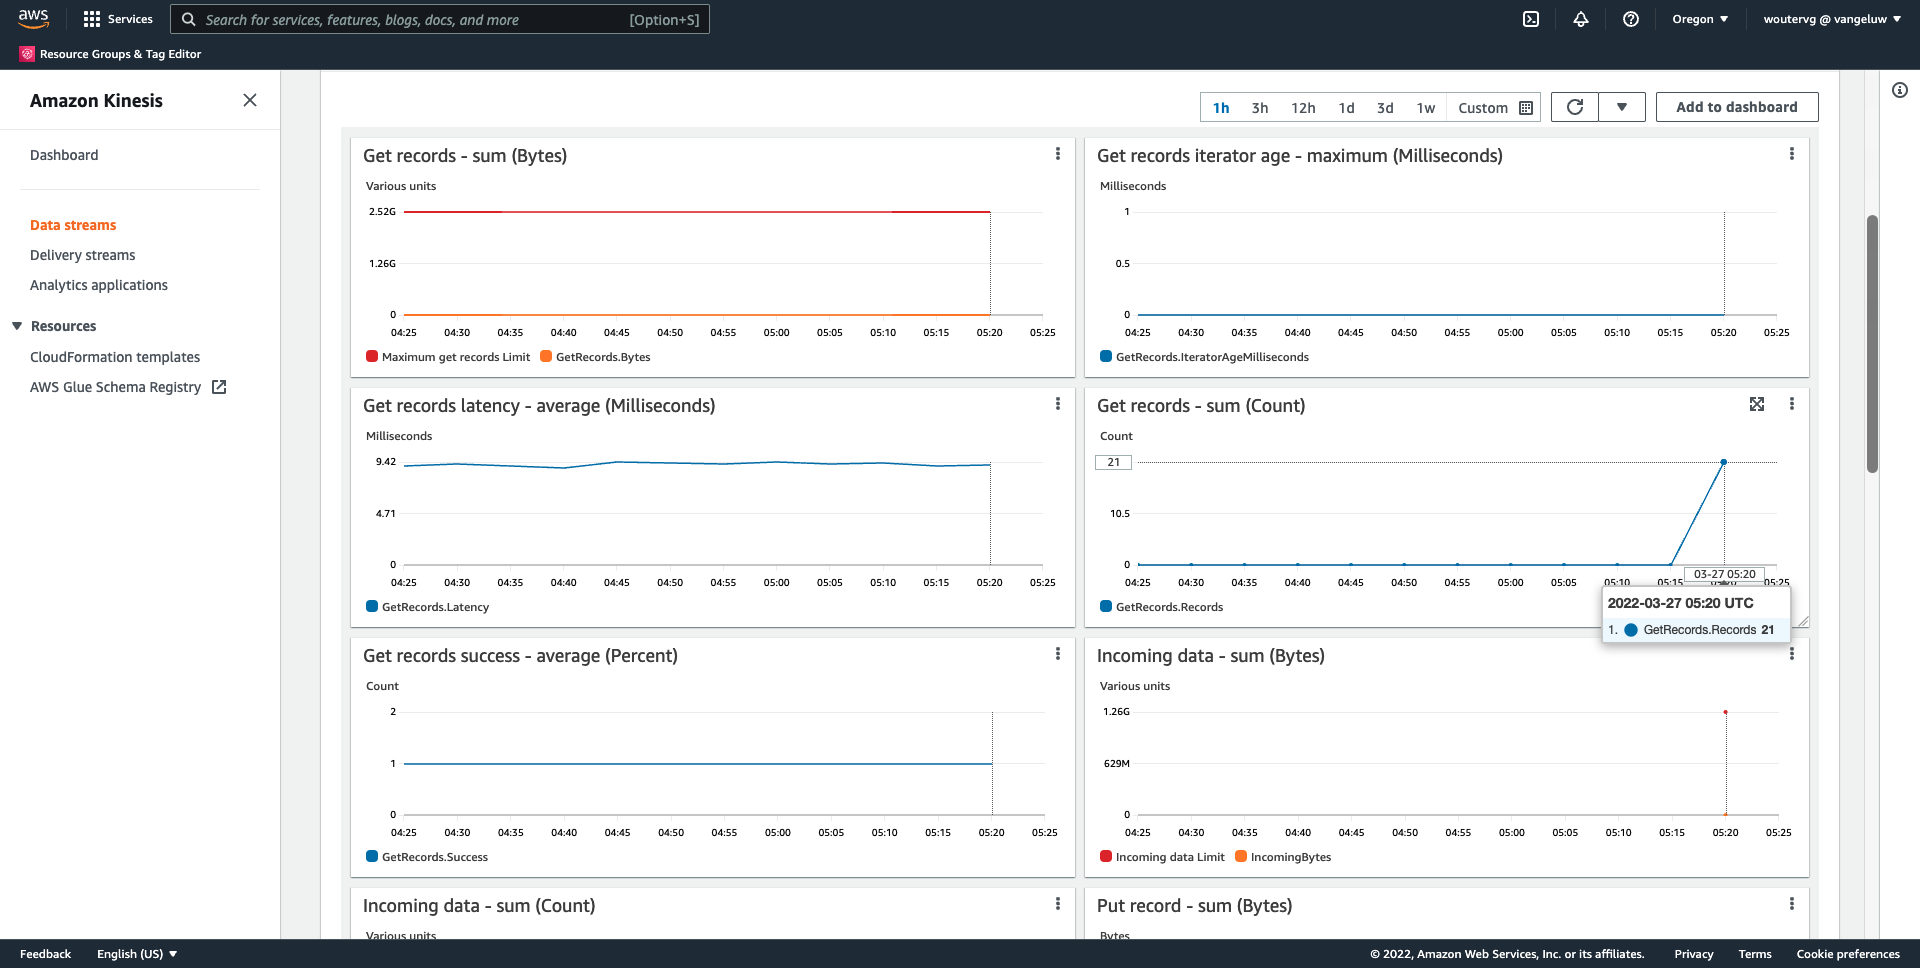 aws
Services
Search for services, features, blogs, docs, and more [Option+S]
Oregon ▼
woutervg @ vangeluw ▼
Resource Groups & Tag Editor
Amazon Kinesis
Dashboard
Data streams
Delivery streams
Analytics applications
Resources
CloudFormation templates
AWS Glue Schema Registry
1h 3h 12h 1d 3d 1w Custom
Add to dashboard
Get records - sum (Bytes)
Various units
2.52G
1.26G
0
04:25 04:30 04:35 04:40 04:45 04:50 04:55 05:00 05:05 05:10 05:15 05:20 05:25
Maximum get records Limit GetRecords.Bytes
Get records iterator age - maximum (Milliseconds)
Milliseconds
1
0.5
0
04:25 04:30 04:35 04:40 04:45 04:50 04:55 05:00 05:05 05:10 05:15 05:20 05:25
GetRecords.IteratorAgeMilliseconds
Get records latency - average (Milliseconds)
Milliseconds
9.42
4.71
0
04:25 04:30 04:35 04:40 04:45 04:50 04:55 05:00 05:05 05:10 05:15 05:20 05:25
GetRecords.Latency
Get records - sum (Count)
Count
21
10.5
0
03-27 05:20
04:25 04:30 04:35 04:40 04:45 04:50 04:55 05:00 05:05 05:10 05:15 05:20 05:25
GetRecords.Records
2022-03-27 05:20 UTC
1. GetRecords.Records 21
Get records success - average (Percent)
Count
2
1
0
04:25 04:30 04:35 04:40 04:45 04:50 04:55 05:00 05:05 05:10 05:15 05:20 05:25
GetRecords.Success
Incoming data - sum (Bytes)
Various units
1.26G
629M
0
04:25 04:30 04:35 04:40 04:45 04:50 04:55 05:00 05:05 05:10 05:15 05:20 05:25
Incoming data Limit IncomingBytes
Incoming data - sum (Count)
Various units
Put record - sum (Bytes)
Bytes
Feedback English (US) ▼
© 2022, Amazon Web Services, Inc. or its affiliates. Privacy Terms Cookie preferences